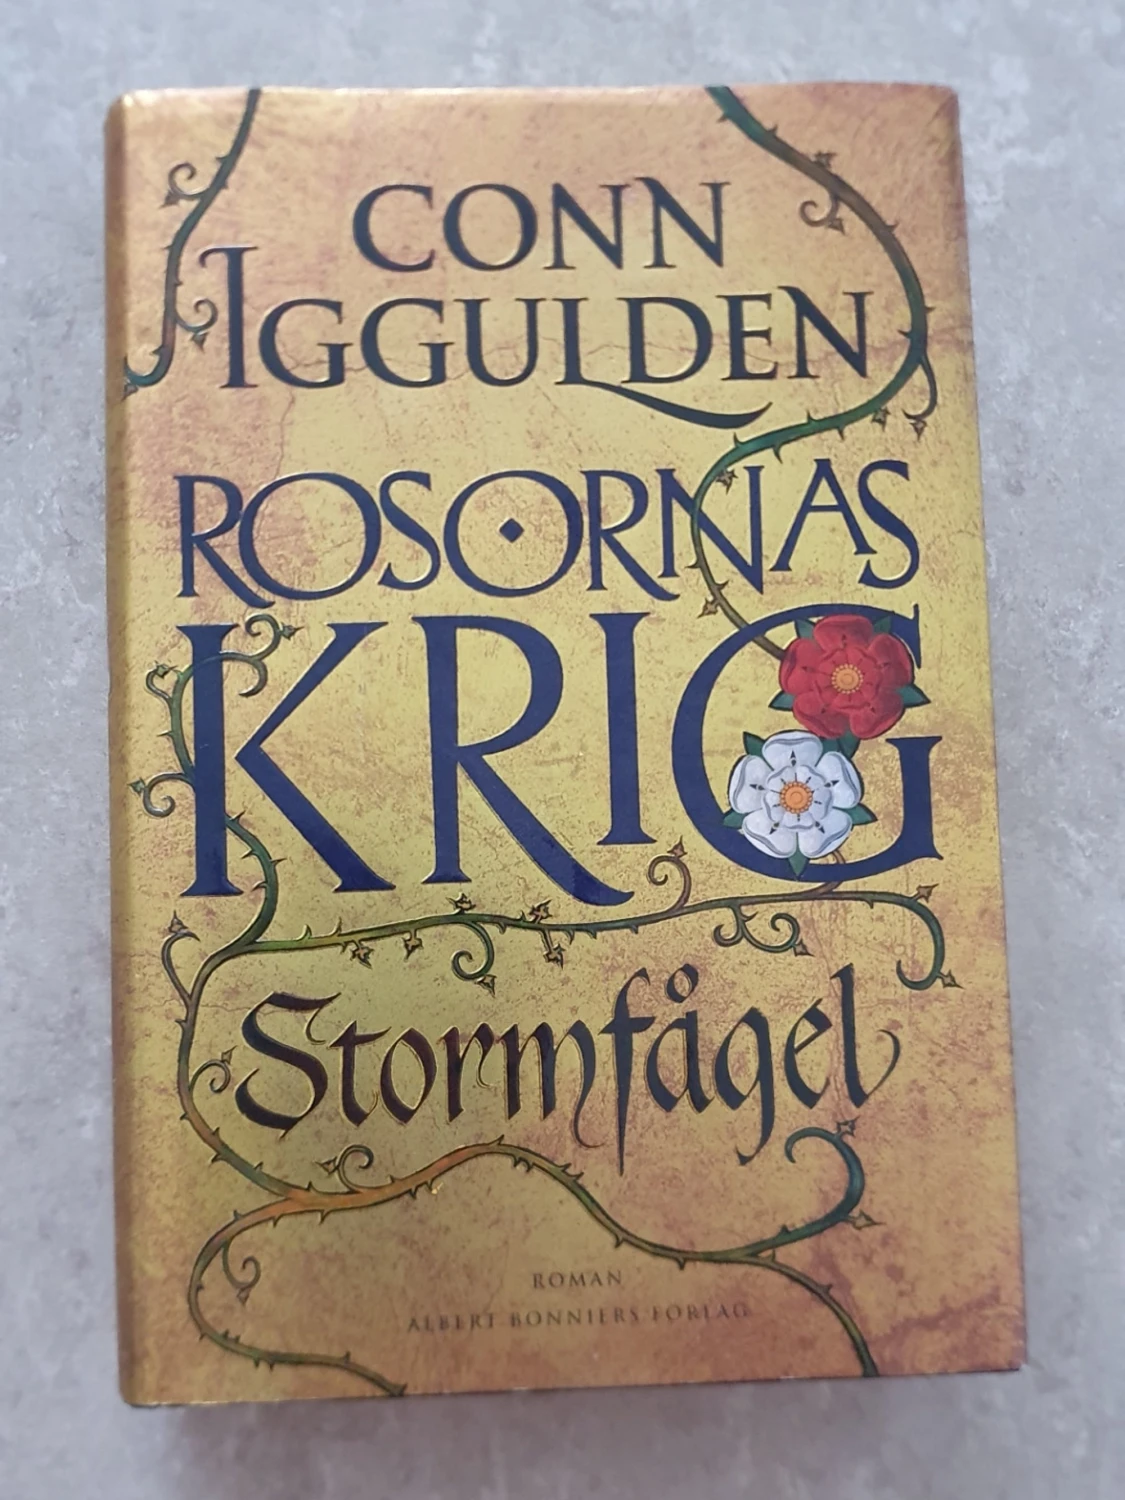 CONN
IGGULDEN
ROSORNAS
KRIG
Stormfågel
ROMAN
ALBERT BONNIERS FÖRLAG